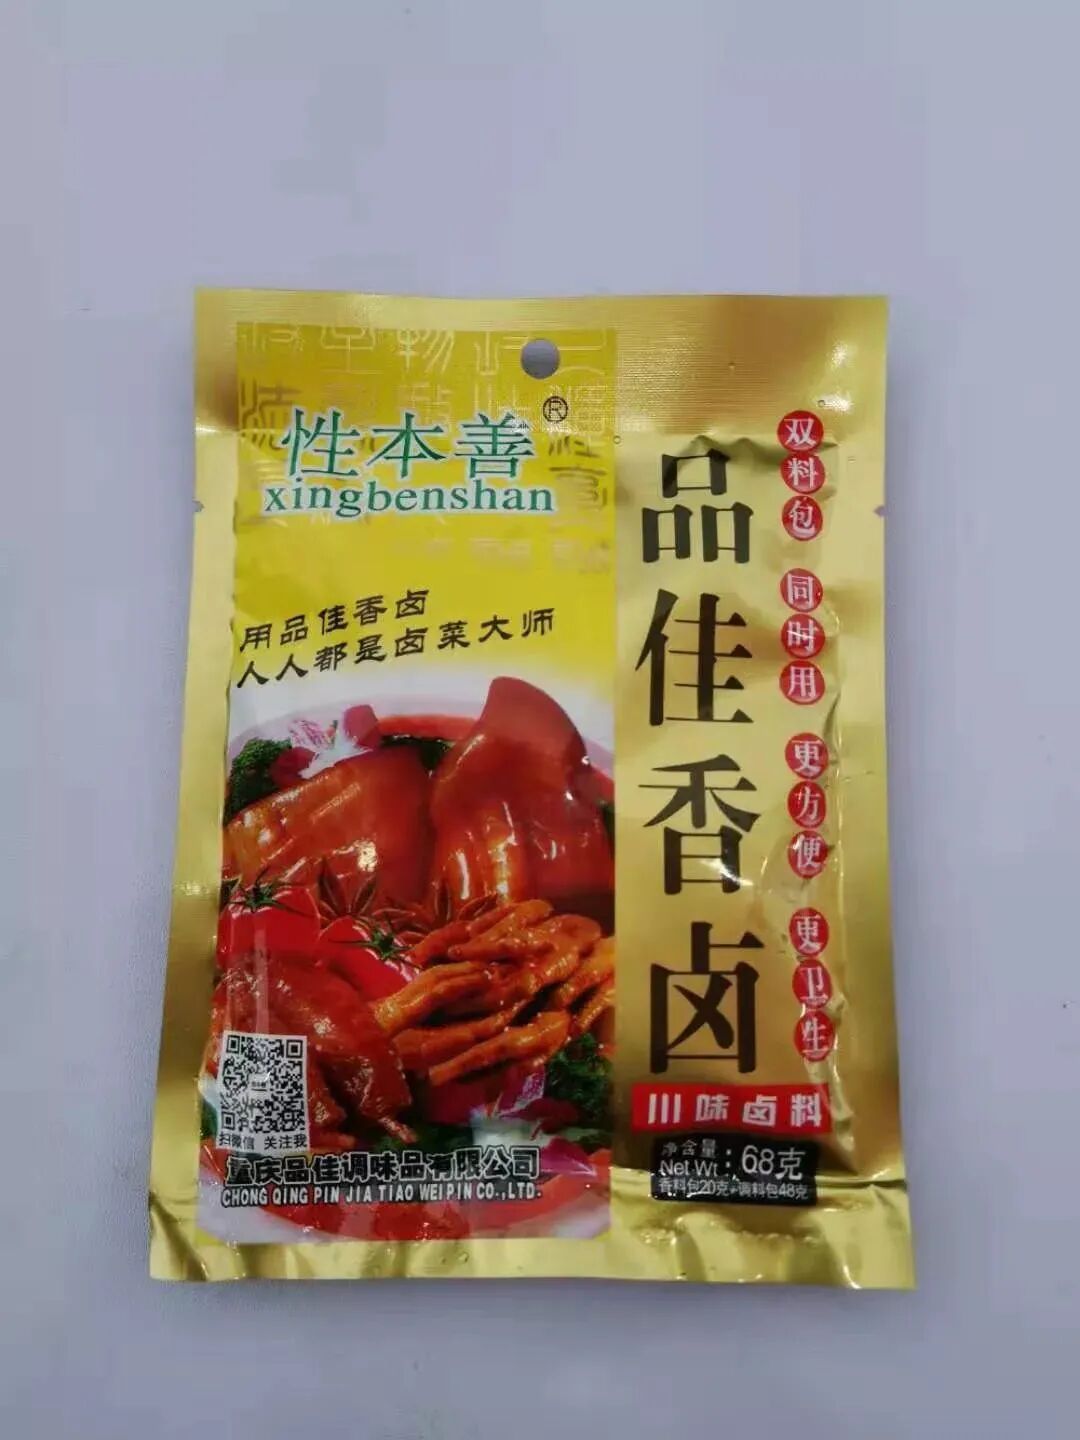 性本善®
xingbenshan
用品佳香卤
人人都是卤菜大师
品佳香卤
双料包 同时用 更方便 更卫生
川味卤料
净含量:68克
Net Wt
香料包20克+调料包48克
扫微信 关注我
重庆品佳调味品有限公司
CHONG QING PIN JIA TIAO WEI PIN CO.,LTD.